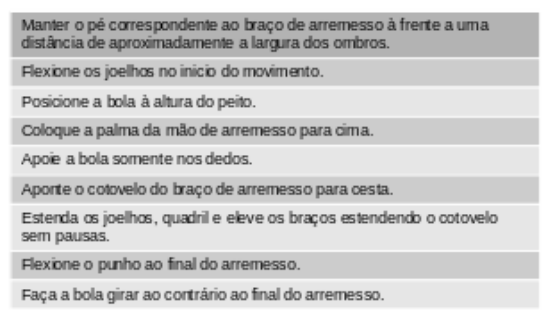 Manter o pé correspondente ao braço de arremesso à frente a uma
distância de aproximadamente a largura dos ombros.
Flexione os joelhos no inicio do movimento.
Posicione a bola à altura do peito.
Coloque a palma da mão de arremesso para cima.
Apoie a bola somente nos dedos.
Aponte o cotovelo do braço de arremesso para cesta.
Estenda os joelhos, quadril e eleve os braços estendendo o cotovelo
sem pausas.
Flexione o punho ao final do arremesso.
Faça a bola girar ao contrário ao final do arremesso.